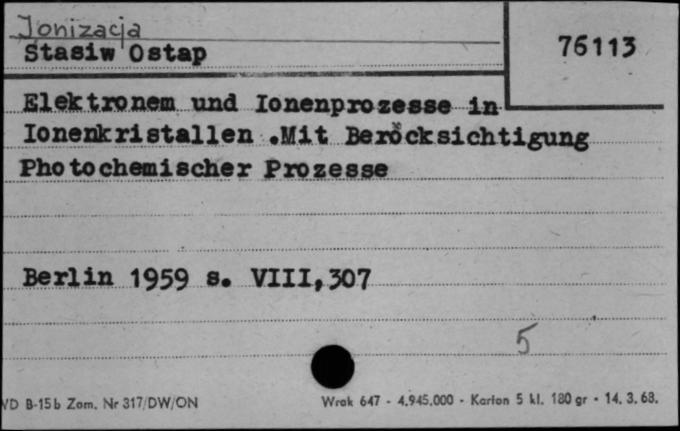 Jonizacja
Stasiw Ostap
76113
Elektronem und Ionenprozesse in
Ionenkristallen .Mit Beröcksichtigung
Photochemischer Prozesse
Berlin 1959 s. VIII,307
5
VD B-15b Zam. Nr 317/DW/ON
Wrak 647 - 4.945.000 - Karton 5 kl. 180 gr - 14. 3. 68.